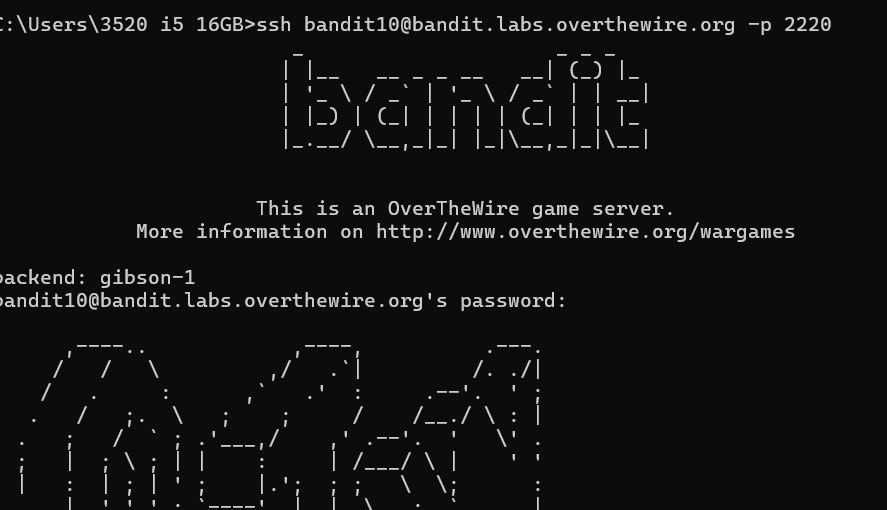 C:\Users\3520 i5 16GB>ssh bandit10@bandit.labs.overthewire.org -p 2220
bandit
This is an OverTheWire game server.
More information on http://www.overthewire.org/wargames
backend: gibson-1
bandit10@bandit.labs.overthewire.org's password: